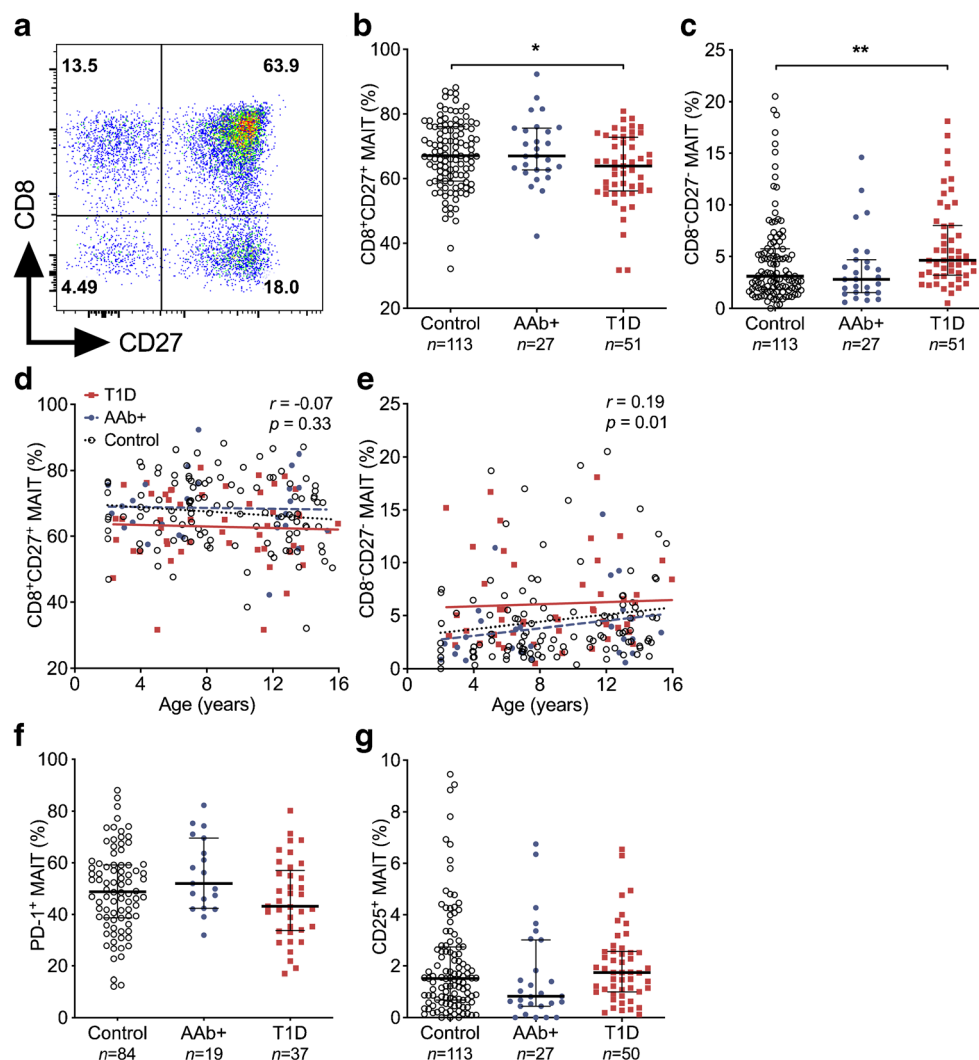 a
13.5 63.9
4.49 18.0
CD8
CD27
b
*
CD8⁺CD27⁺ MAIT (%)
100
80
60
40
20
Control AAb+ T1D
n=113 n=27 n=51
c
**
CD8⁻CD27⁻ MAIT (%)
25
20
15
10
5
0
Control AAb+ T1D
n=113 n=27 n=51
d
T1D
AAb+
Control
r = -0.07
p = 0.33
CD8⁺CD27⁺ MAIT (%)
100
80
60
40
20
0 4 8 12 16
Age (years)
e
r = 0.19
p = 0.01
CD8⁻CD27⁻ MAIT (%)
25
20
15
10
5
0
0 4 8 12 16
Age (years)
f
PD-1⁺ MAIT (%)
100
80
60
40
20
0
Control AAb+ T1D
n=84 n=19 n=37
g
CD25⁺ MAIT (%)
10
8
6
4
2
0
Control AAb+ T1D
n=113 n=27 n=50